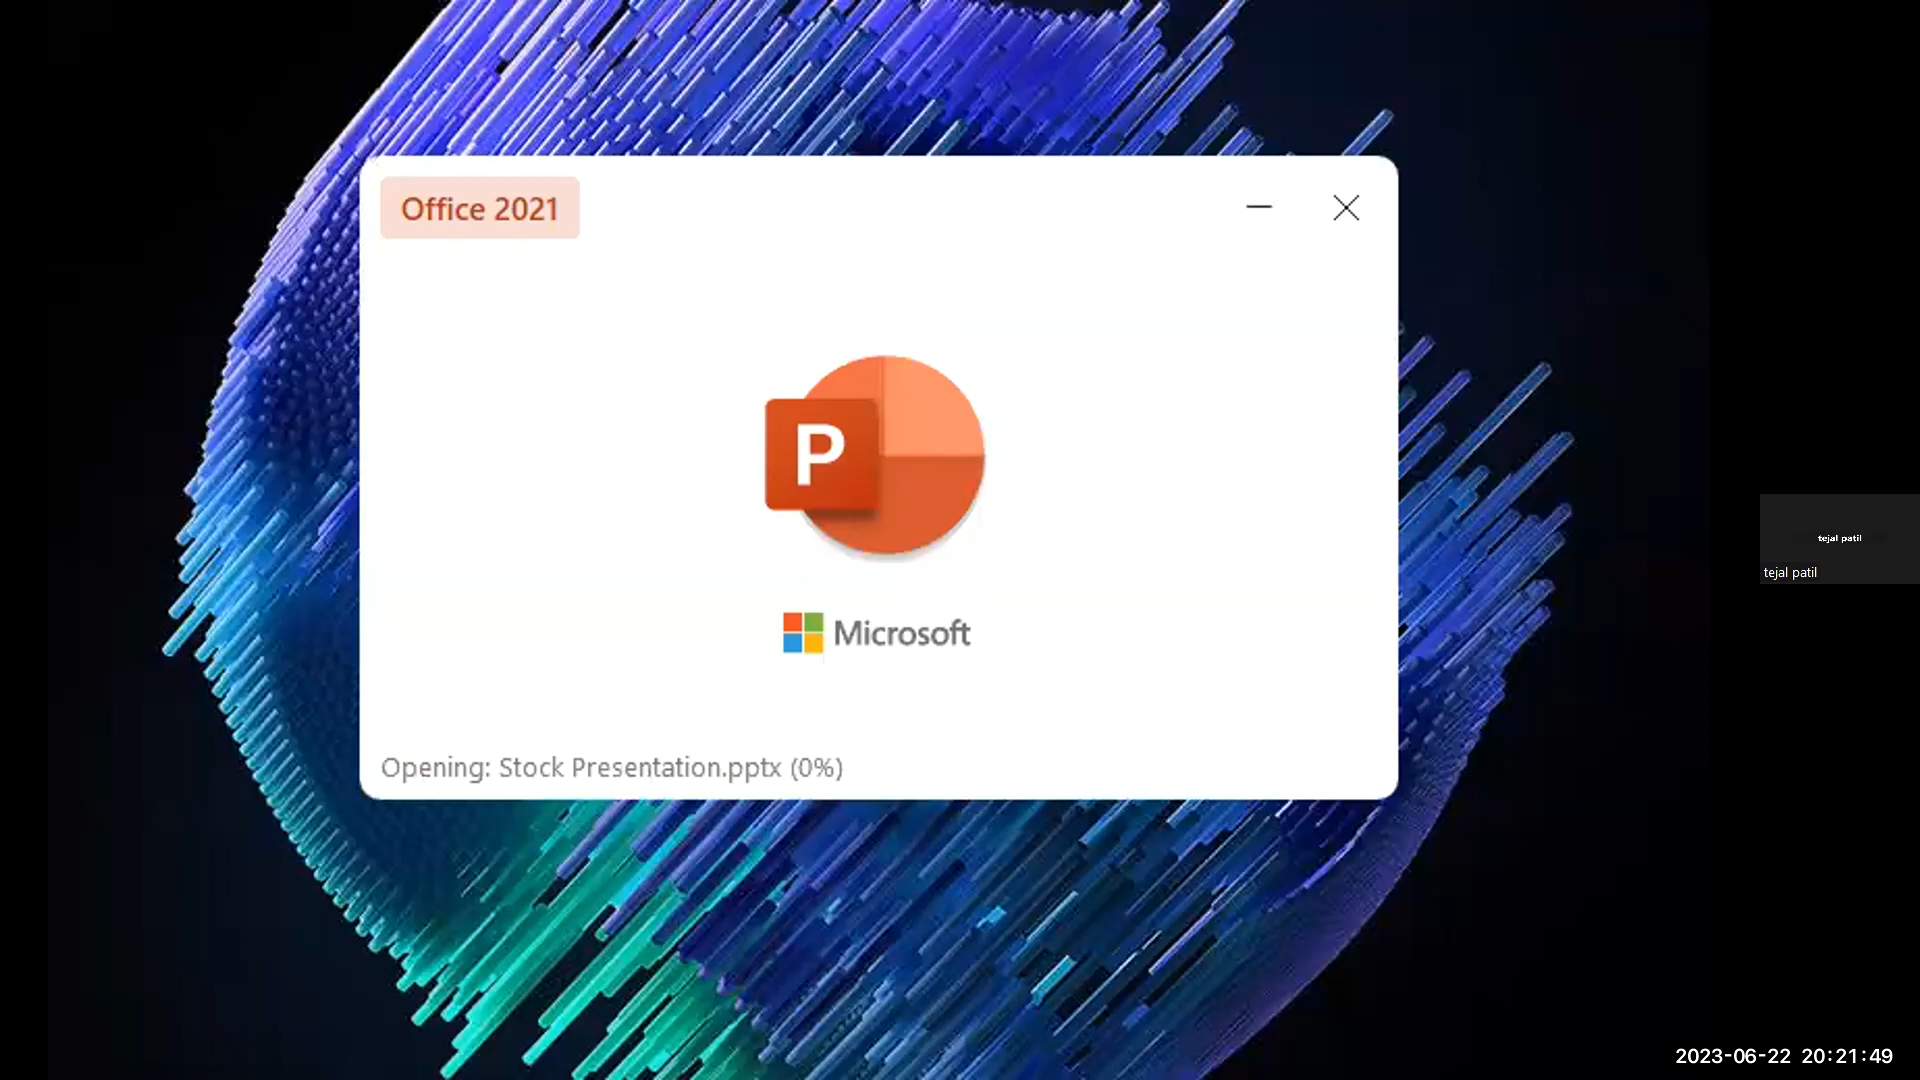 Office 2021
P
Microsoft
Opening: Stock Presentation.pptx (0%)
tejal patil
tejal patil
2023-06-22 20:21:49